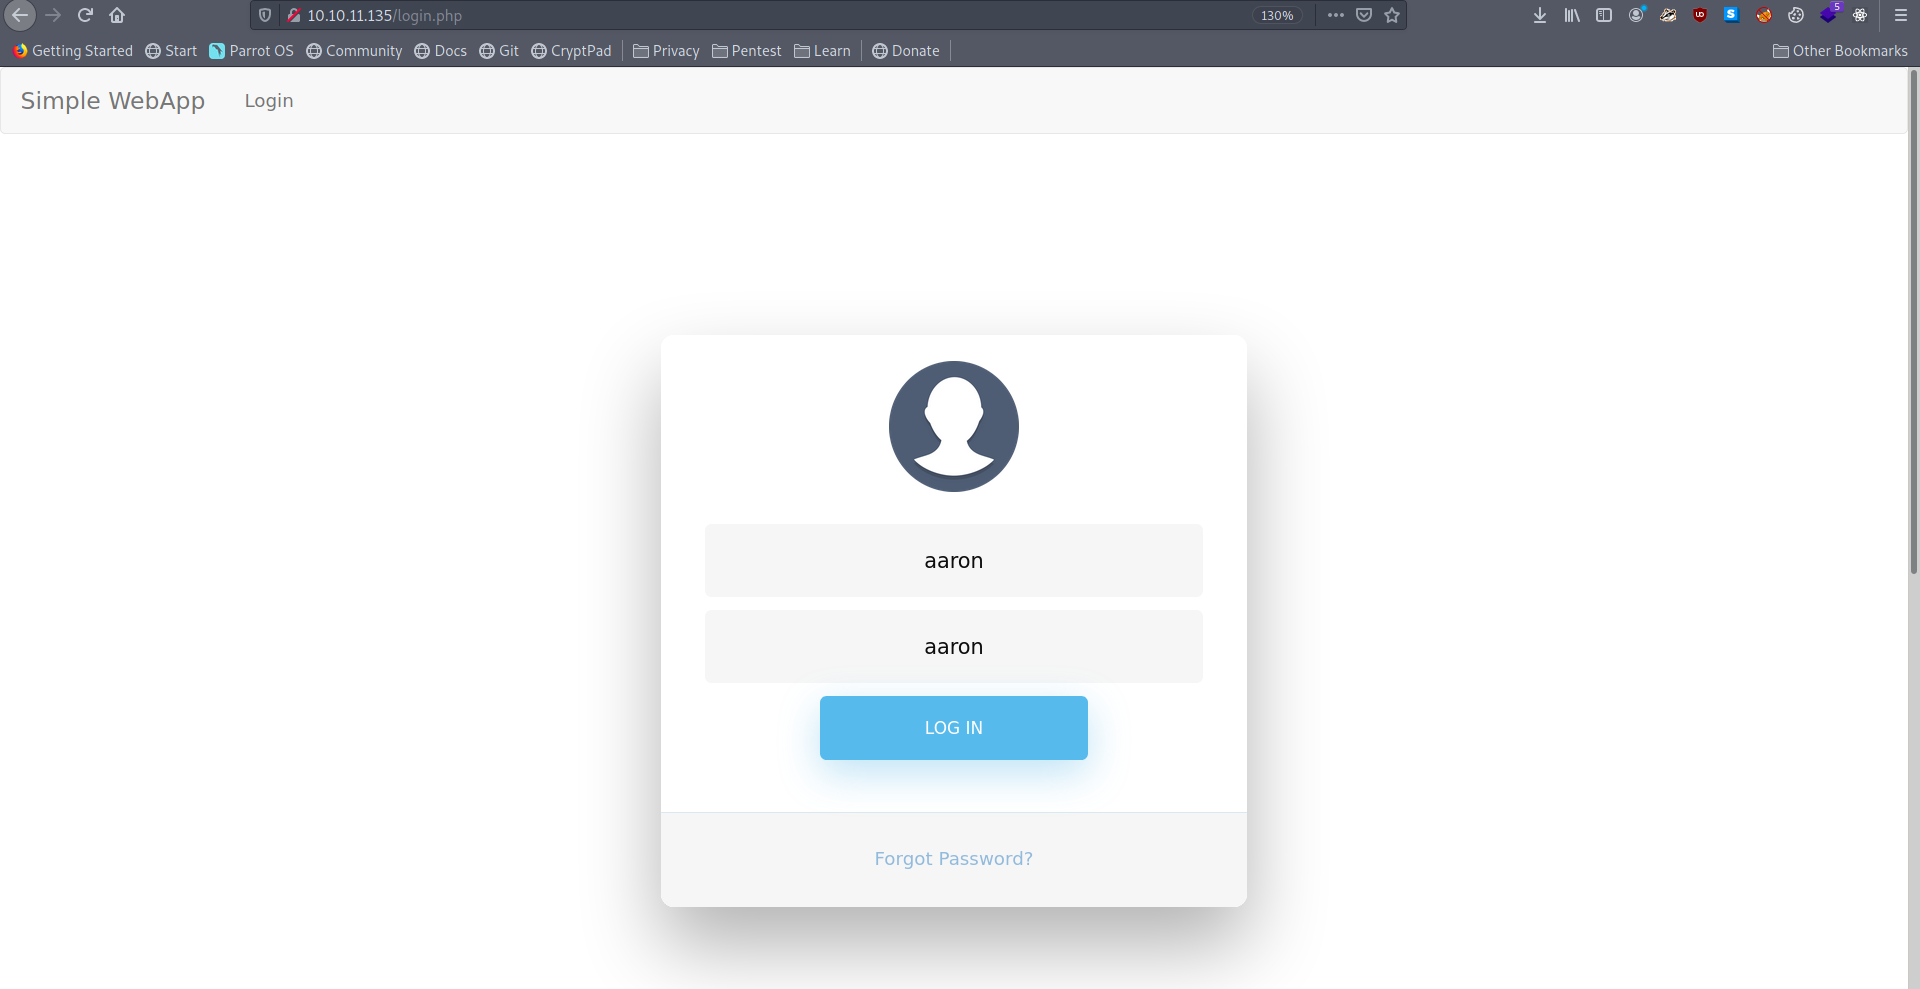 10.10.11.135/login.php 130%
Getting Started Start Parrot OS Community Docs Git CryptPad Privacy Pentest Learn Donate Other Bookmarks
Simple WebApp Login
aaron
aaron
LOG IN
Forgot Password?